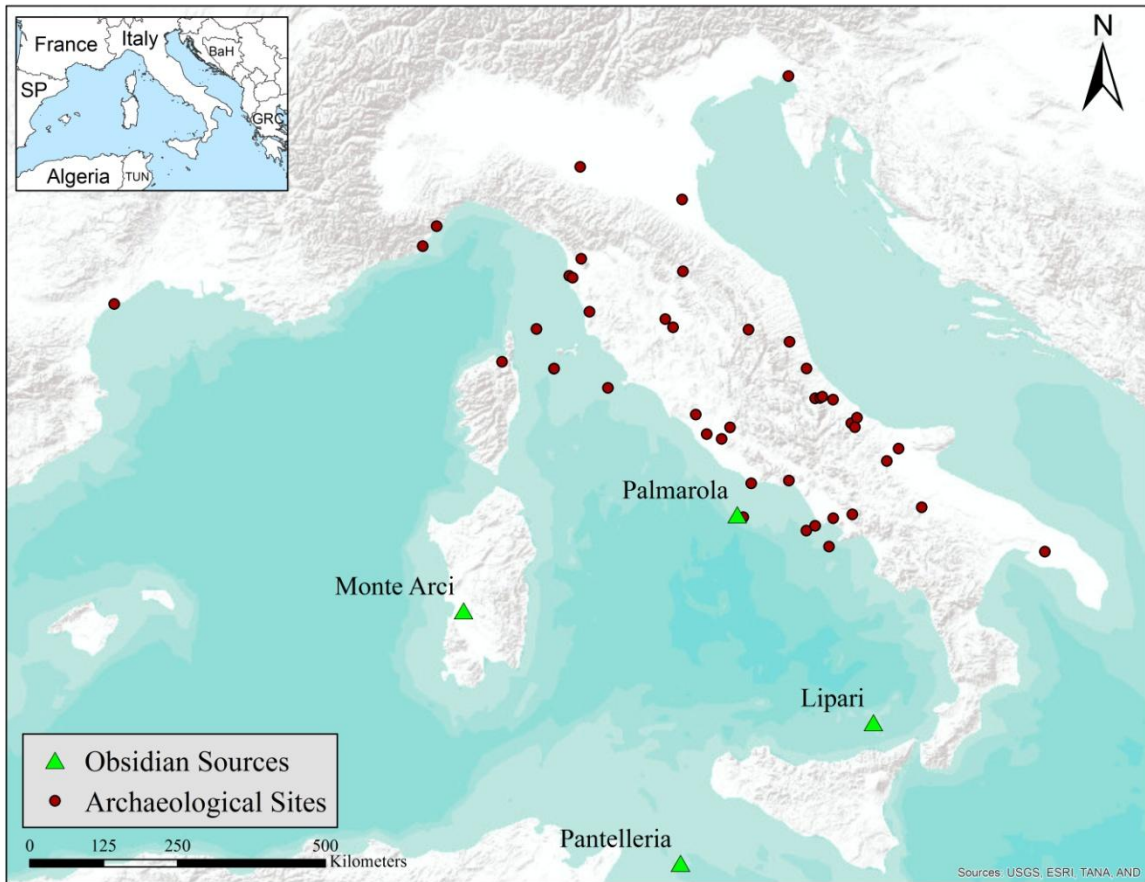 France
Italy
BaH
SP
GRC
Algeria
TUN
N
Palmarola
Monte Arci
Lipari
Pantelleria
Obsidian Sources
Archaeological Sites
0 125 250 500
Kilometers
Sources: USGS, ESRI, TANA, AND